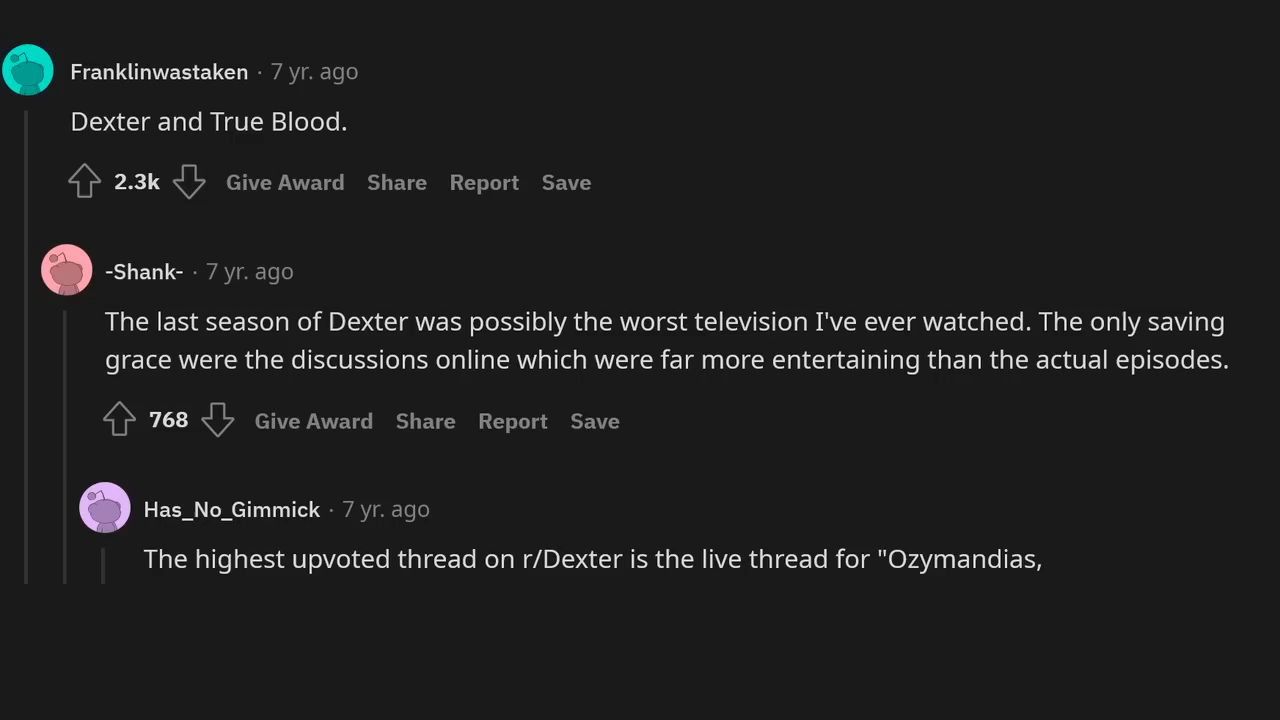 Franklinwastaken · 7 yr. ago
Dexter and True Blood.
2.3k Give Award Share Report Save
-Shank- · 7 yr. ago
The last season of Dexter was possibly the worst television I've ever watched. The only saving
grace were the discussions online which were far more entertaining than the actual episodes.
768 Give Award Share Report Save
Has_No_Gimmick · 7 yr. ago
The highest upvoted thread on r/Dexter is the live thread for "Ozymandias,